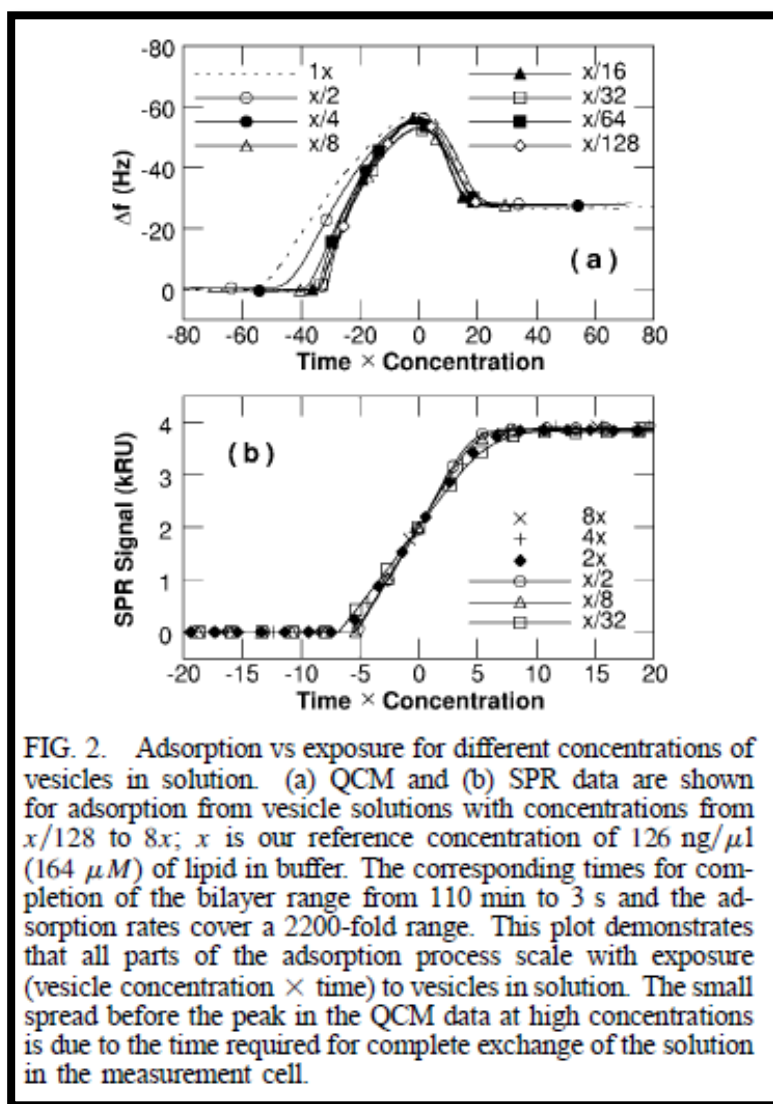 -80
-60
-40
-20
0
Δf (Hz)
1x
x/2
x/4
x/8
x/16
x/32
x/64
x/128
(a)
-80 -60 -40 -20 0 20 40 60 80
Time × Concentration
4
3
2
1
0
SPR Signal (kRU)
(b)
8x
4x
2x
x/2
x/8
x/32
-20 -15 -10 -5 0 5 10 15 20
Time × Concentration
FIG. 2. Adsorption vs exposure for different concentrations of
vesicles in solution. (a) QCM and (b) SPR data are shown
for adsorption from vesicle solutions with concentrations from
x/128 to 8x; x is our reference concentration of 126 ng/μl
(164 μM) of lipid in buffer. The corresponding times for com-
pletion of the bilayer range from 110 min to 3 s and the ad-
sorption rates cover a 2200-fold range. This plot demonstrates
that all parts of the adsorption process scale with exposure
(vesicle concentration × time) to vesicles in solution. The small
spread before the peak in the QCM data at high concentrations
is due to the time required for complete exchange of the solution
in the measurement cell.